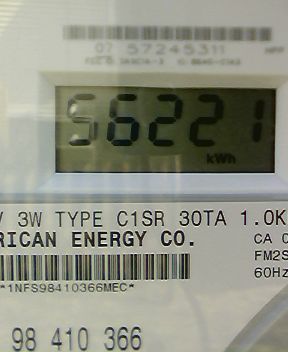 07 57245311
56221
kWh
V 3W TYPE C1SR 30TA 1.0K
RICAN ENERGY CO.
CA 0
FM2S
60Hz
*1NFS98410366MEC*
98 410 366